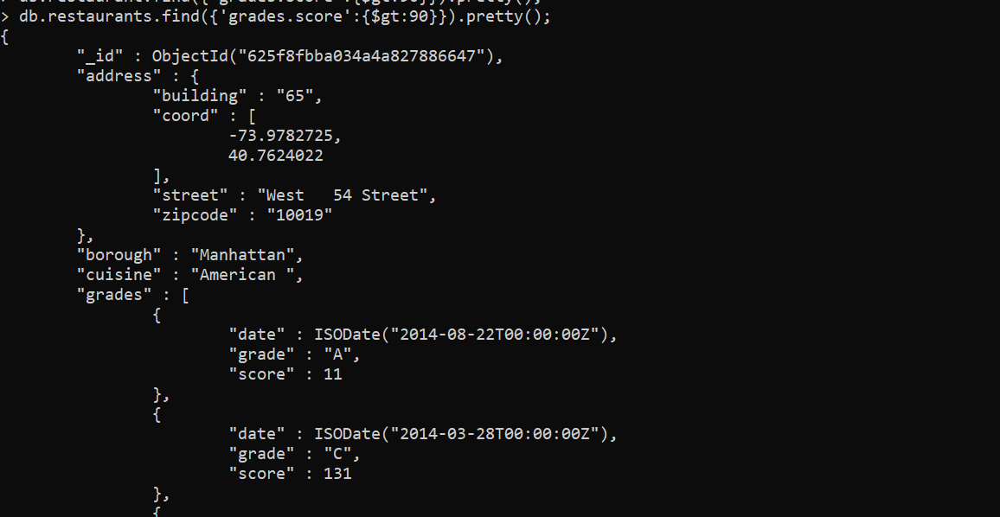 > db.restaurants.find({'grades.score':{$gt:90}}).pretty();
{
        "_id" : ObjectId("625f8fbba034a4a827886647"),
        "address" : {
                "building" : "65",
                "coord" : [
                        -73.9782725,
                        40.7624022
                ],
                "street" : "West   54 Street",
                "zipcode" : "10019"
        },
        "borough" : "Manhattan",
        "cuisine" : "American ",
        "grades" : [
                {
                        "date" : ISODate("2014-08-22T00:00:00Z"),
                        "grade" : "A",
                        "score" : 11
                },
                {
                        "date" : ISODate("2014-03-28T00:00:00Z"),
                        "grade" : "C",
                        "score" : 131
                },
                {